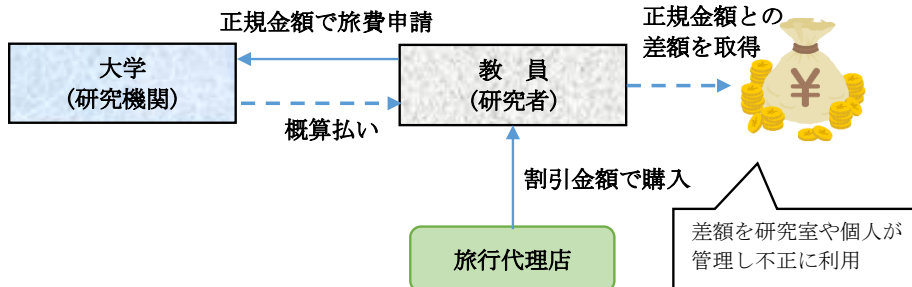 正規金額で旅費申請
正規金額との
差額を取得
大学
(研究機関)
教　員
(研究者)
概算払い
¥
割引金額で購入
旅行代理店
差額を研究室や個人が
管理し不正に利用